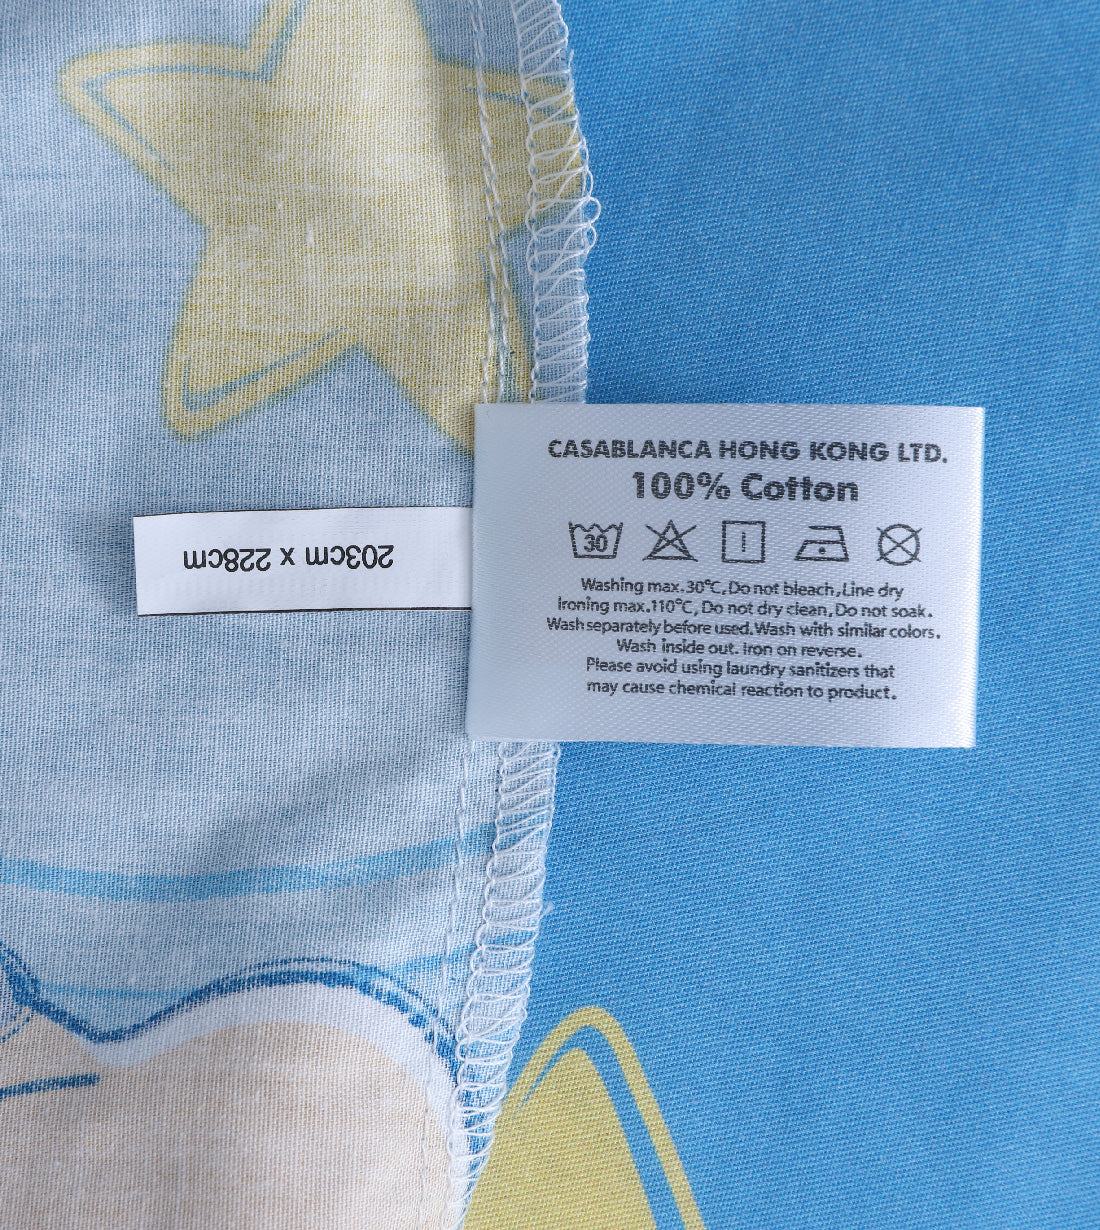 CASABLANCA HONG KONG LTD.
100% Cotton
30
Washing max.30°C,Do not bleach,Line dry
Ironing max.110°C,Do not dry clean,Do not soak.
Wash separately before used.Wash with similar colors.
Wash inside out. Iron on reverse.
Please avoid using laundry sanitizers that
may cause chemical reaction to product.
203cm x 228cm